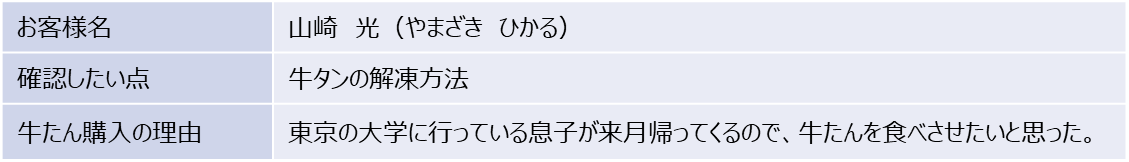 お客様名 山崎　光（やまざき　ひかる）
確認したい点 牛タンの解凍方法
牛たん購入の理由 東京の大学に行っている息子が来月帰ってくるので、牛たんを食べさせたいと思った。